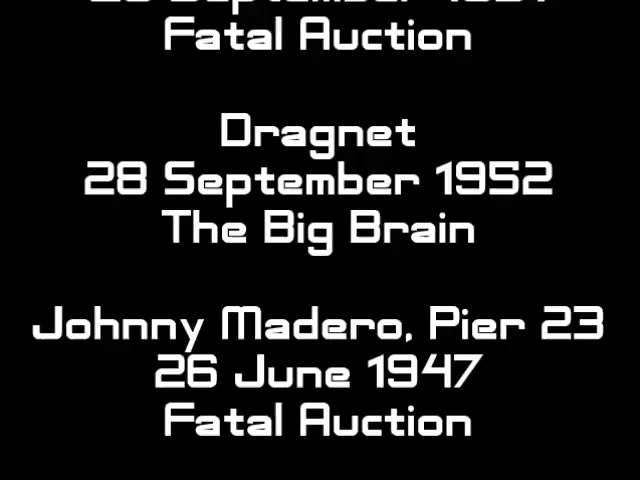 Fatal Auction
Dragnet
28 September 1952
The Big Brain
Johnny Madero, Pier 23
26 June 1947
Fatal Auction